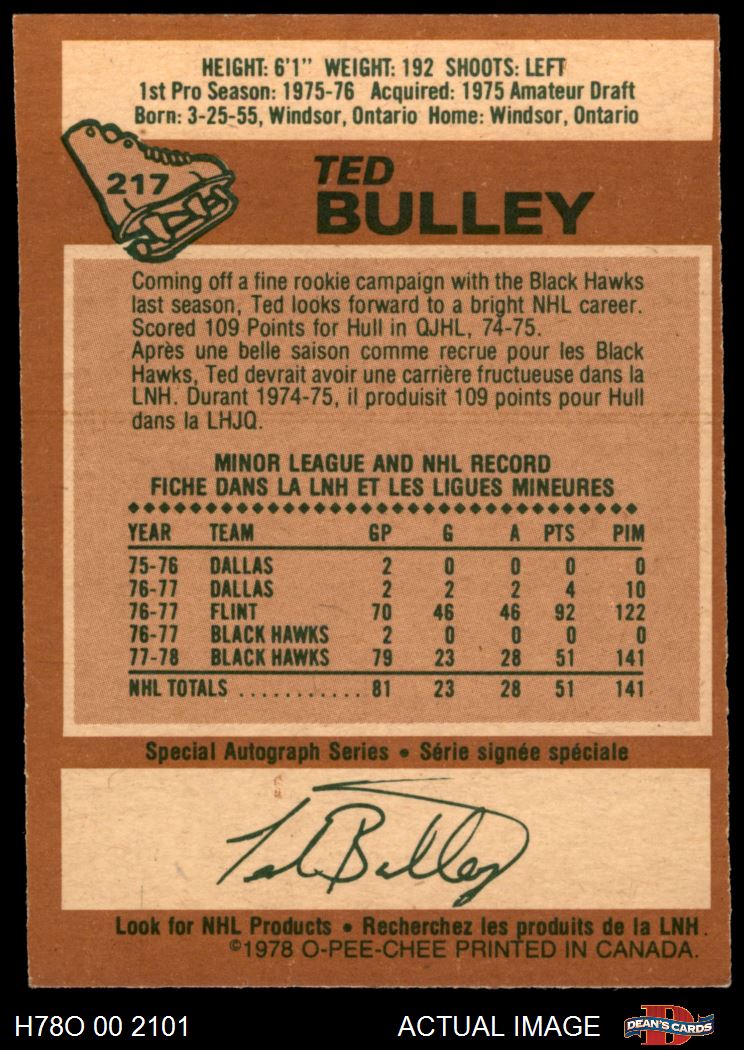 HEIGHT: 6'1" WEIGHT: 192 SHOOTS: LEFT
1st Pro Season: 1975-76 Acquired: 1975 Amateur Draft
Born: 3-25-55, Windsor, Ontario Home: Windsor, Ontario
217
TED
BULLEY
Coming off a fine rookie campaign with the Black Hawks
last season, Ted looks forward to a bright NHL career.
Scored 109 Points for Hull in QJHL, 74-75.
Après une belle saison comme recrue pour les Black
Hawks, Ted devrait avoir une carrière fructueuse dans la
LNH. Durant 1974-75, il produisit 109 points pour Hull
dans la LHJQ.
MINOR LEAGUE AND NHL RECORD
FICHE DANS LA LNH ET LES LIGUES MINEURES
YEAR TEAM GP G A PTS PIM
75-76 DALLAS 2 0 0 0 0
76-77 DALLAS 2 2 2 4 10
76-77 FLINT 70 46 46 92 122
76-77 BLACK HAWKS 2 0 0 0 0
77-78 BLACK HAWKS 79 23 28 51 141
NHL TOTALS ........... 81 23 28 51 141
Special Autograph Series • Série signée spéciale
Ted Bulley
Look for NHL Products • Recherchez les produits de la LNH.
©1978 O-PEE-CHEE PRINTED IN CANADA.
H78O 00 2101 ACTUAL IMAGE DEAN'S CARDS